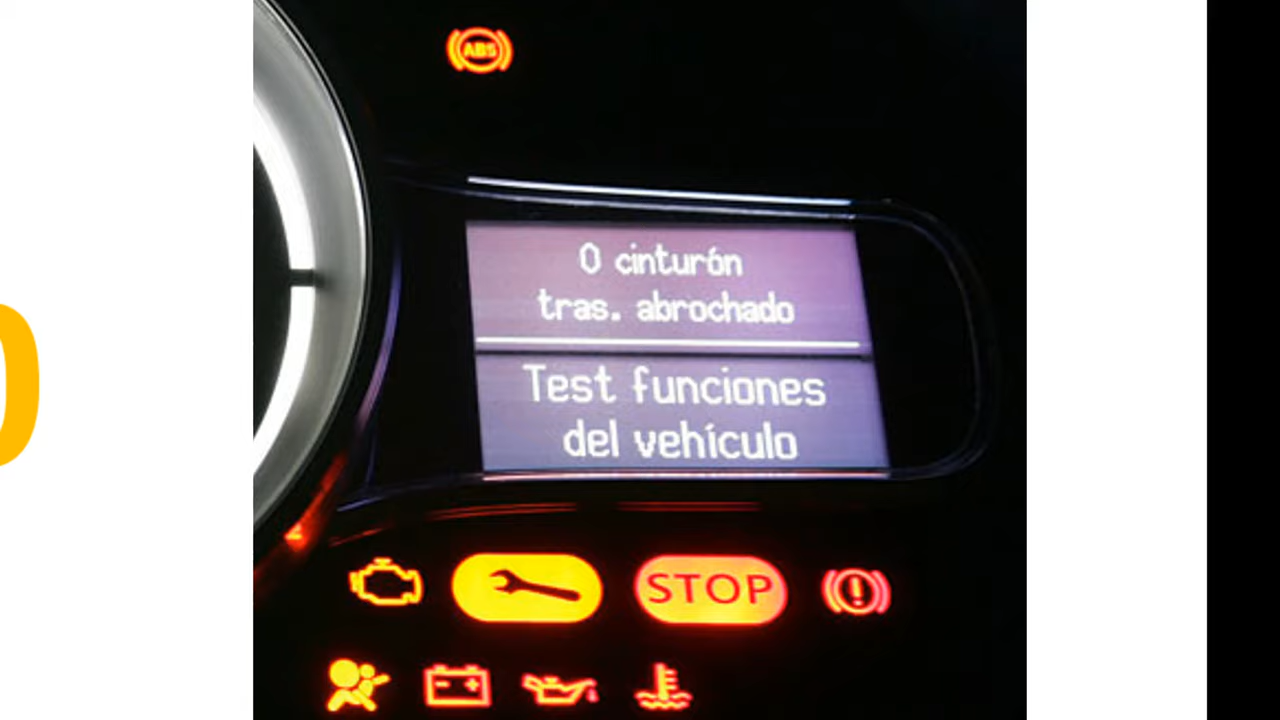 ABS
0 cinturón
tras. abrochado
Test funciones
del vehículo
STOP